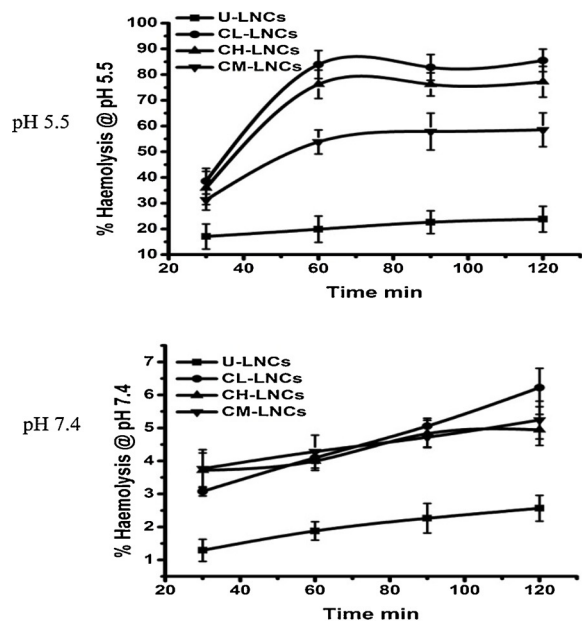 U-LNCs
CL-LNCs
CH-LNCs
CM-LNCs
100
90
80
70
60
50
40
30
20
10
% Haemolysis @ pH 5.5
pH 5.5
20 40 60 80 100 120
Time min
U-LNCs
CL-LNCs
CH-LNCs
CM-LNCs
7
6
5
4
3
2
1
% Haemolysis @ pH 7.4
pH 7.4
20 40 60 80 100 120
Time min